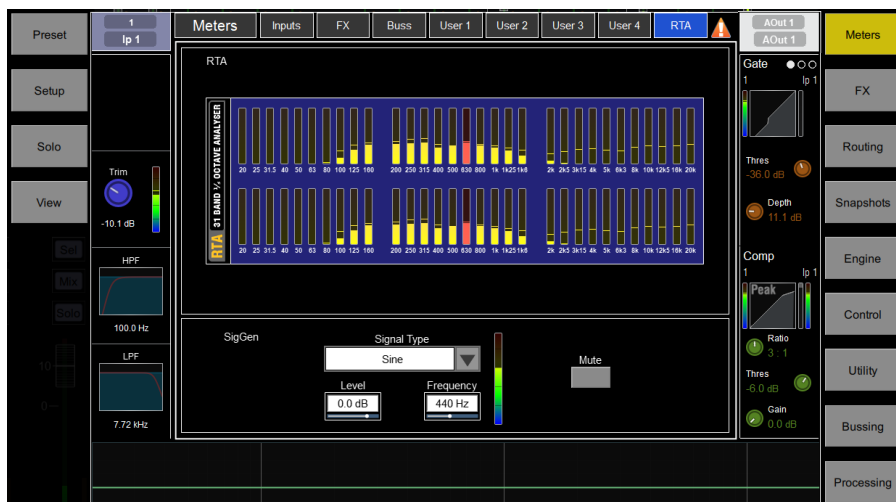 Preset
Setup
Solo
View
Sel
Mix
Solo
10
0
1
Ip 1
Trim
-10.1 dB
HPF
100.0 Hz
LPF
7.72 kHz
Meters Inputs FX Buss User 1 User 2 User 3 User 4 RTA
RTA
RTA 31 BAND ⅓ OCTAVE ANALYSER
20 25 31.5 40 50 63 80 100 125 160 200 250 315 400 500 630 800 1k 1k25 1k6 2k 2k5 3k15 4k 5k 6k3 8k 10k 12k5 16k 20k
20 25 31.5 40 50 63 80 100 125 160 200 250 315 400 500 630 800 1k 1k25 1k6 2k 2k5 3k15 4k 5k 6k3 8k 10k 12k5 16k 20k
SigGen
Signal Type
Sine
Level
0.0 dB
Frequency
440 Hz
Mute
AOut 1
AOut 1
Gate
1 Ip 1
Thres
-36.0 dB
Depth
11.1 dB
Comp
1 Ip 1
Peak
Ratio
3 : 1
Thres
-6.0 dB
Gain
0.0 dB
Meters
FX
Routing
Snapshots
Engine
Control
Utility
Bussing
Processing